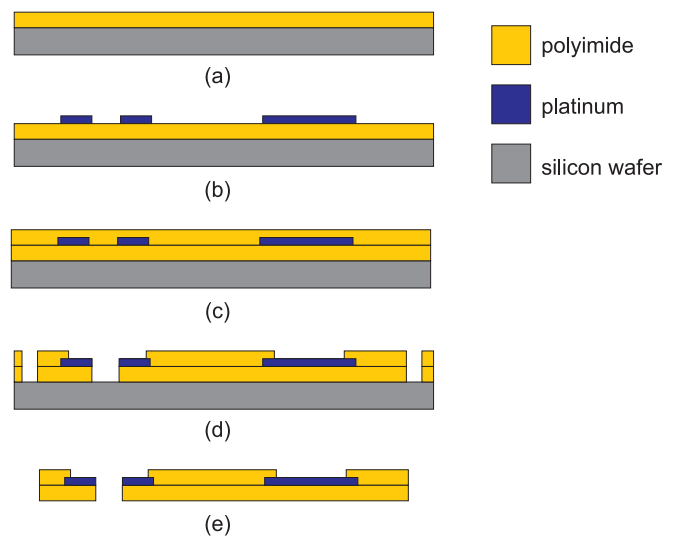 (a)
polyimide
platinum
silicon wafer
(b)
(c)
(d)
(e)